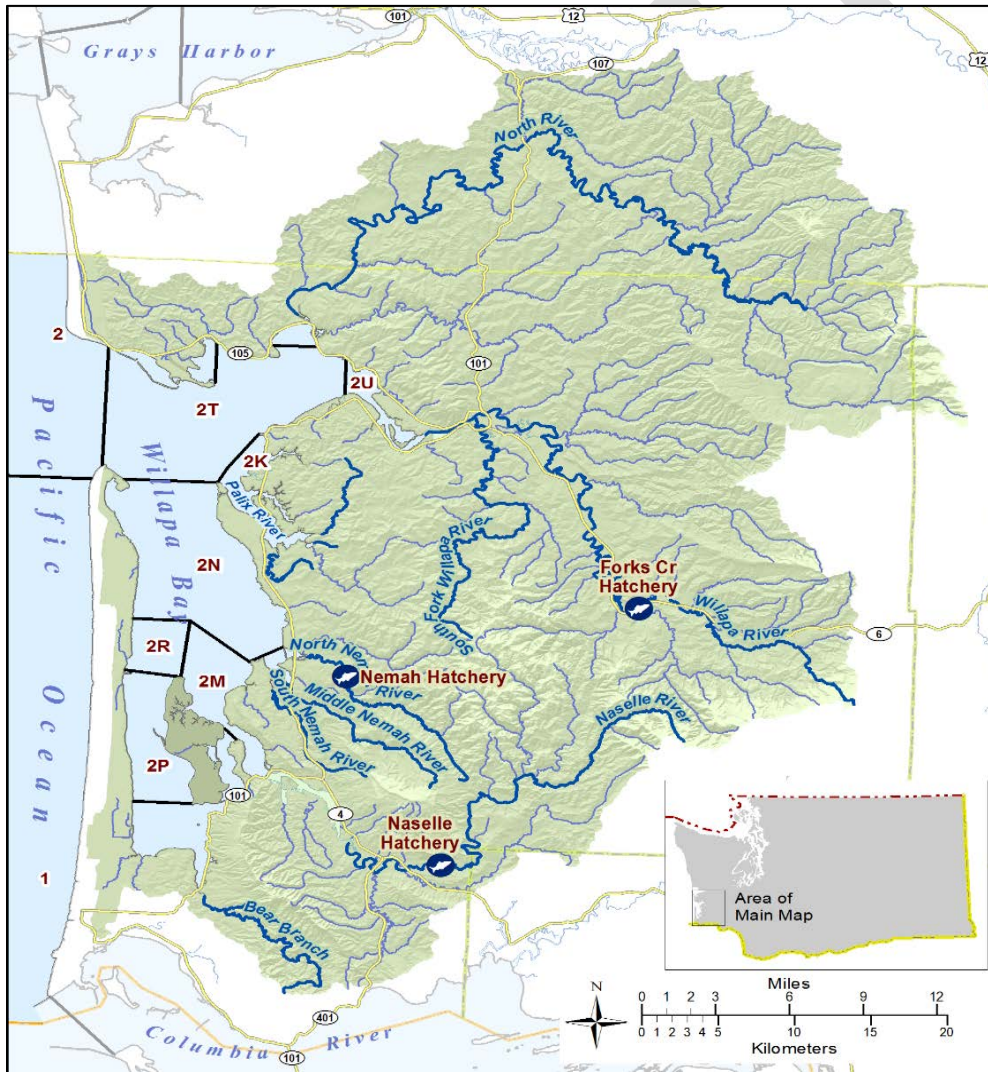 101
12
Grays Harbor
107
12
North River
2
105
101
2U
2T
Willapa Bay
2K
Palix River
2N
Pacific Ocean
South Fork Willapa River
Forks Cr
Hatchery
Willapa River
6
2R
2M
North Nem
River
Nemah Hatchery
South Nemah River
Middle Nemah River
Naselle River
2P
101
4
Naselle
Hatchery
1
Bear Branch
Area of
Main Map
401
Columbia River
101
N
Miles
0 1 2 3 6 9 12
0 1 2 3 4 5 10 15 20
Kilometers